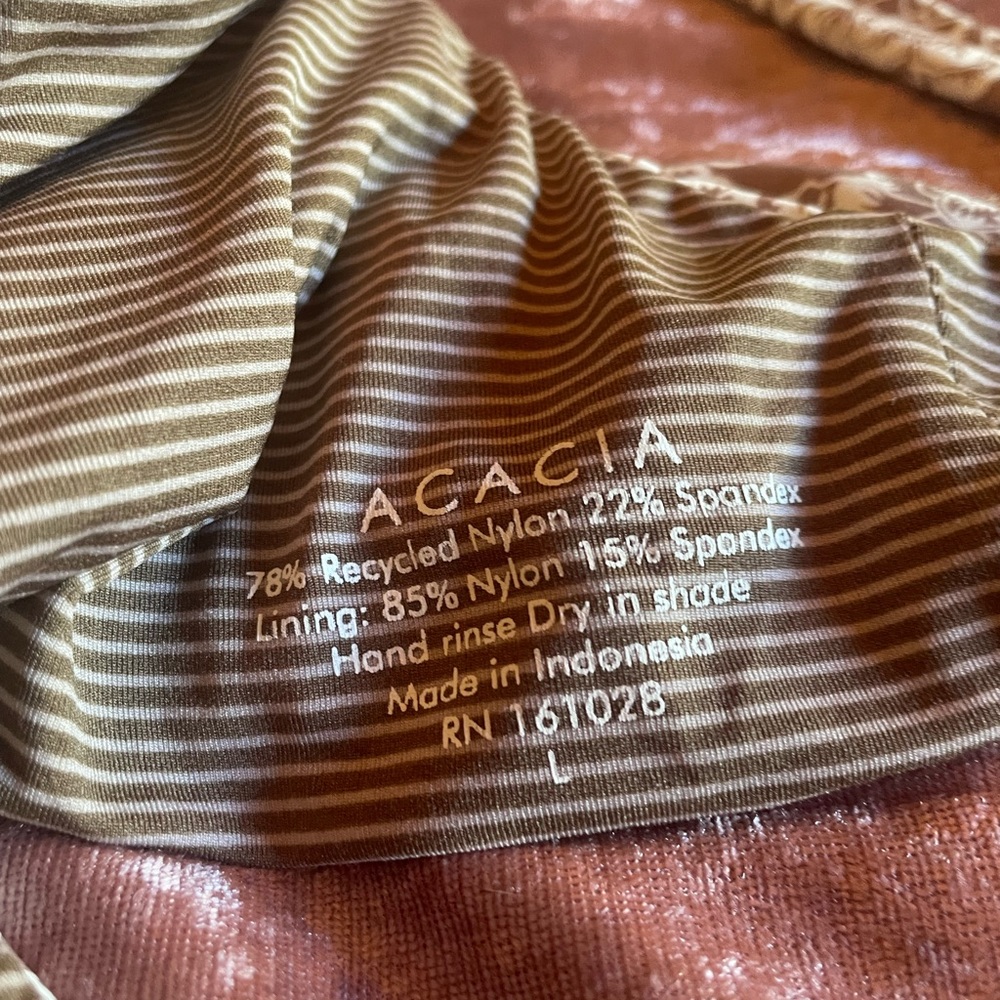 ACACIA
78% Recycled Nylon 22% Spandex
Lining: 85% Nylon 15% Spandex
Hand rinse Dry in shade
Made in Indonesia
RN 161028
L